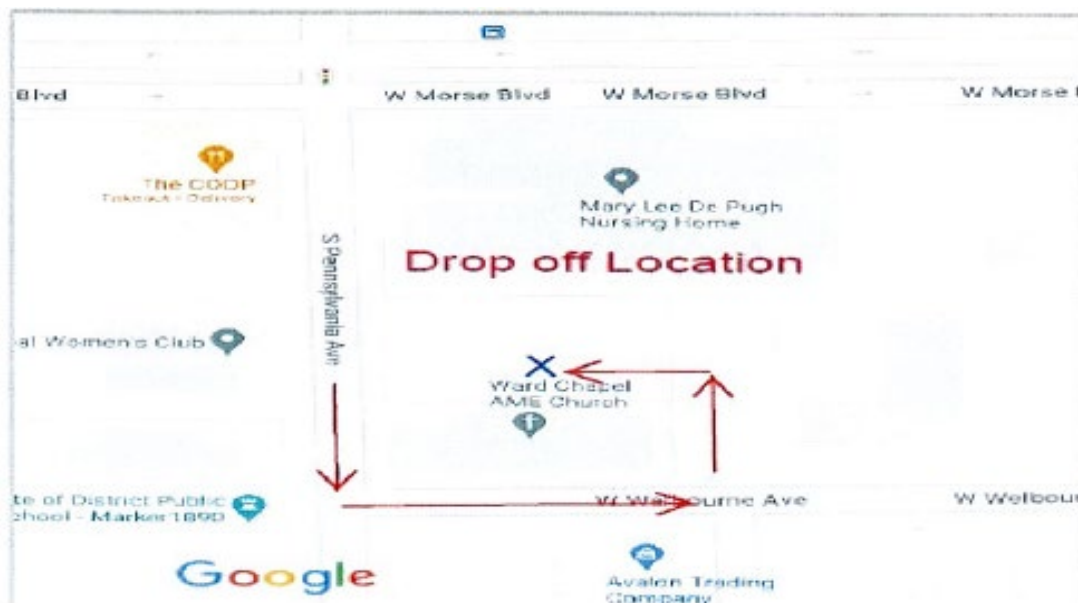 Blvd
W Morse Blvd
W Morse Blvd
W Morse
The COOP
Takeout • Delivery
Mary Lee De Pugh
Nursing Home
S Pennsylvania Ave
Drop off Location
al Women's Club
X
Ward Chapel
AME Church
te of District Public
School - Marker 1890
W Welbourne Ave
W Welbou
Google
Avalon Trading
Company